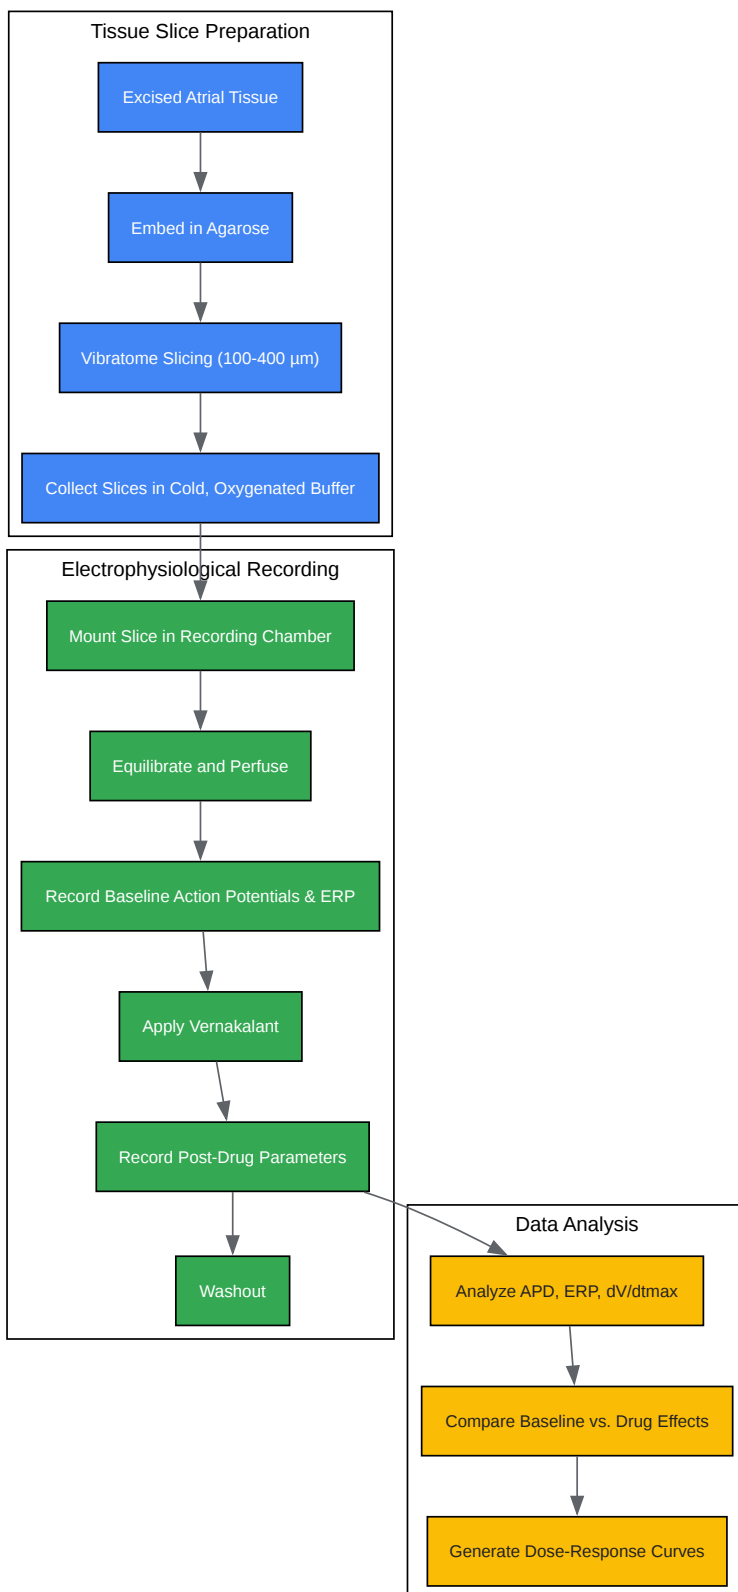 Tissue Slice Preparation
Excised Atrial Tissue
Embed in Agarose
Vibratome Slicing (100-400 µm)
Collect Slices in Cold, Oxygenated Buffer
Electrophysiological Recording
Mount Slice in Recording Chamber
Equilibrate and Perfuse
Record Baseline Action Potentials & ERP
Apply Vernakalant
Record Post-Drug Parameters
Washout
Data Analysis
Analyze APD, ERP, dV/dtmax
Compare Baseline vs. Drug Effects
Generate Dose-Response Curves